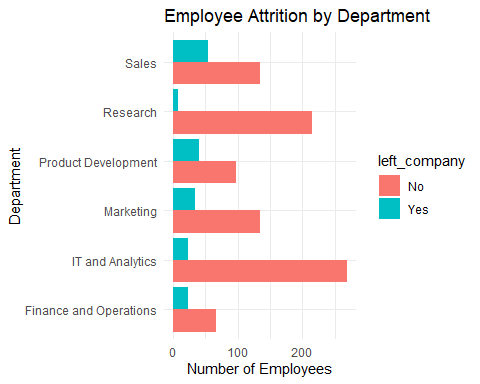 Employee Attrition by Department
Department
Sales
Research
Product Development
Marketing
IT and Analytics
Finance and Operations
0 100 200
Number of Employees
left_company
No
Yes